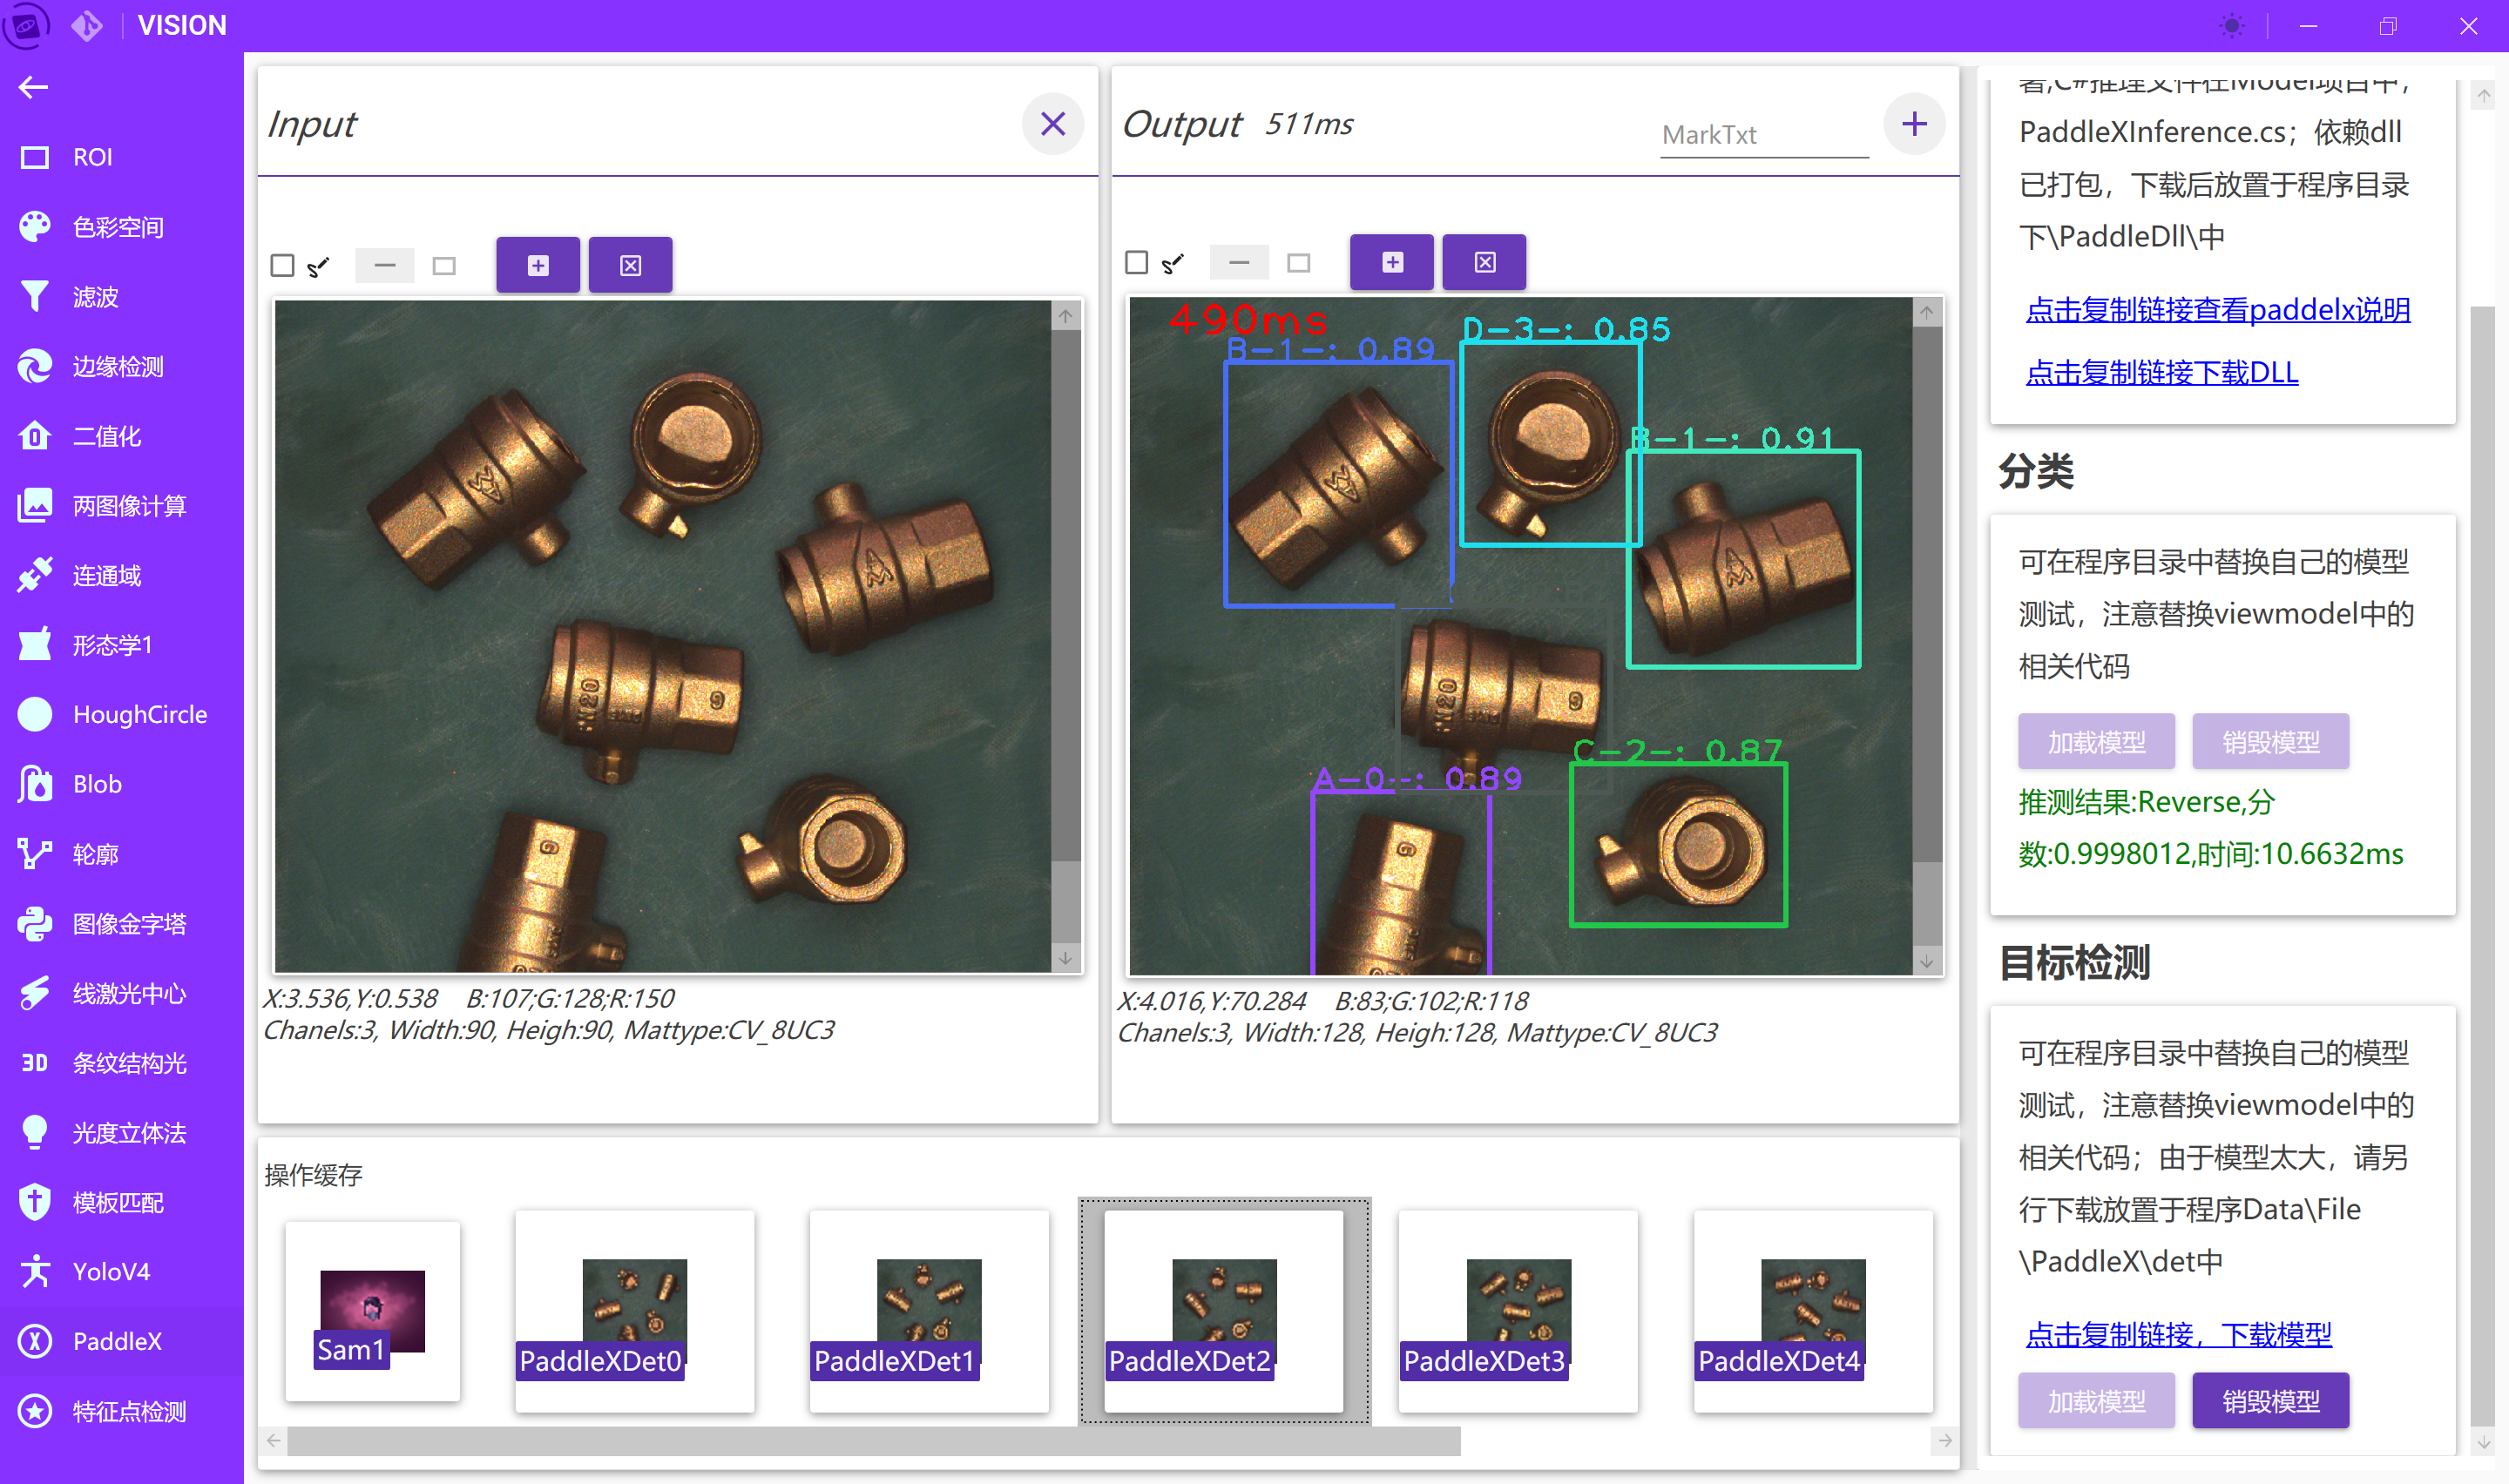 VISION
ROI
色彩空间
滤波
边缘检测
二值化
两图像计算
连通域
形态学1
HoughCircle
Blob
轮廓
图像金字塔
线激光中心
3D 条纹结构光
光度立体法
模板匹配
YoloV4
PaddleX
特征点检测
Input
X:3.536,Y:0.538 B:107;G:128;R:150
Chanels:3, Width:90, Heigh:90, Mattype:CV_8UC3
Output 511ms
MarkTxt
490ms
D-3-: 0.85
B-1-: 0.89
B-1-: 0.91
C-2-: 0.87
A-0-: 0.89
X:4.016,Y:70.284 B:83;G:102;R:118
Chanels:3, Width:128, Heigh:128, Mattype:CV_8UC3
操作缓存
Sam1
PaddleXDet0
PaddleXDet1
PaddleXDet2
PaddleXDet3
PaddleXDet4
署,C#推理文件在Model项目中，
PaddleXInference.cs；依赖dll
已打包，下载后放置于程序目录
下\PaddleDll\中
点击复制链接查看paddelx说明
点击复制链接下载DLL
分类
可在程序目录中替换自己的模型
测试，注意替换viewmodel中的
相关代码
加载模型 销毁模型
推测结果:Reverse,分
数:0.9998012,时间:10.6632ms
目标检测
可在程序目录中替换自己的模型
测试，注意替换viewmodel中的
相关代码；由于模型太大，请另
行下载放置于程序Data\File
\PaddleX\det中
点击复制链接，下载模型
加载模型 销毁模型